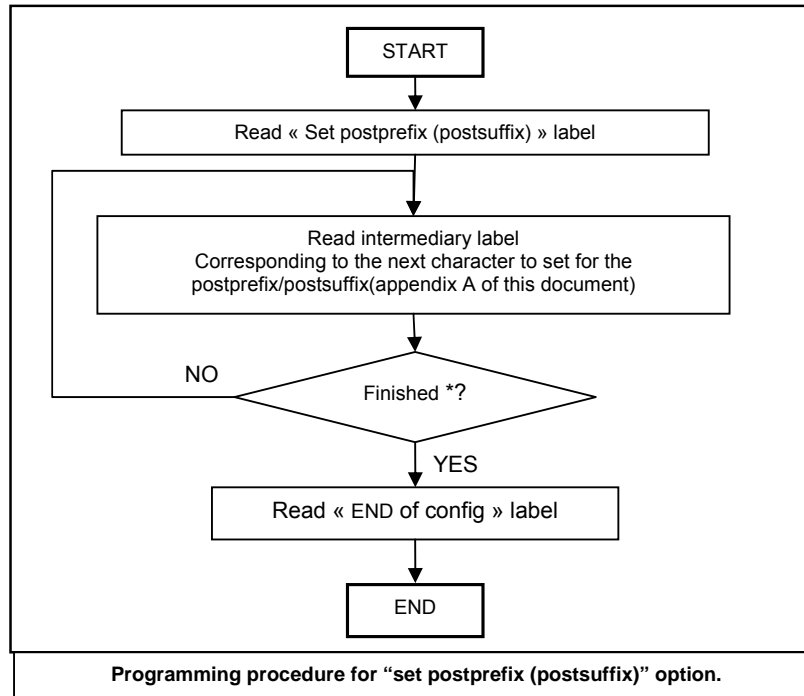 START
Read « Set postprefix (postsuffix) » label
Read intermediary label
Corresponding to the next character to set for the
postprefix/postsuffix(appendix A of this document)
NO
Finished *?
YES
Read « END of config » label
END
Programming procedure for “set postprefix (postsuffix)” option.